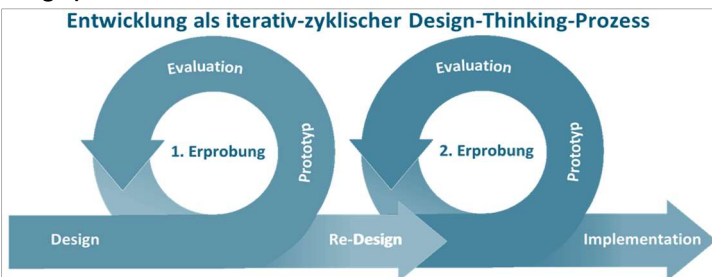 Entwicklung als iterativ-zyklischer Design-Thinking-Prozess
Evaluation
Prototyp
1. Erprobung
Evaluation
Prototyp
2. Erprobung
Design
Re-Design
Implementation